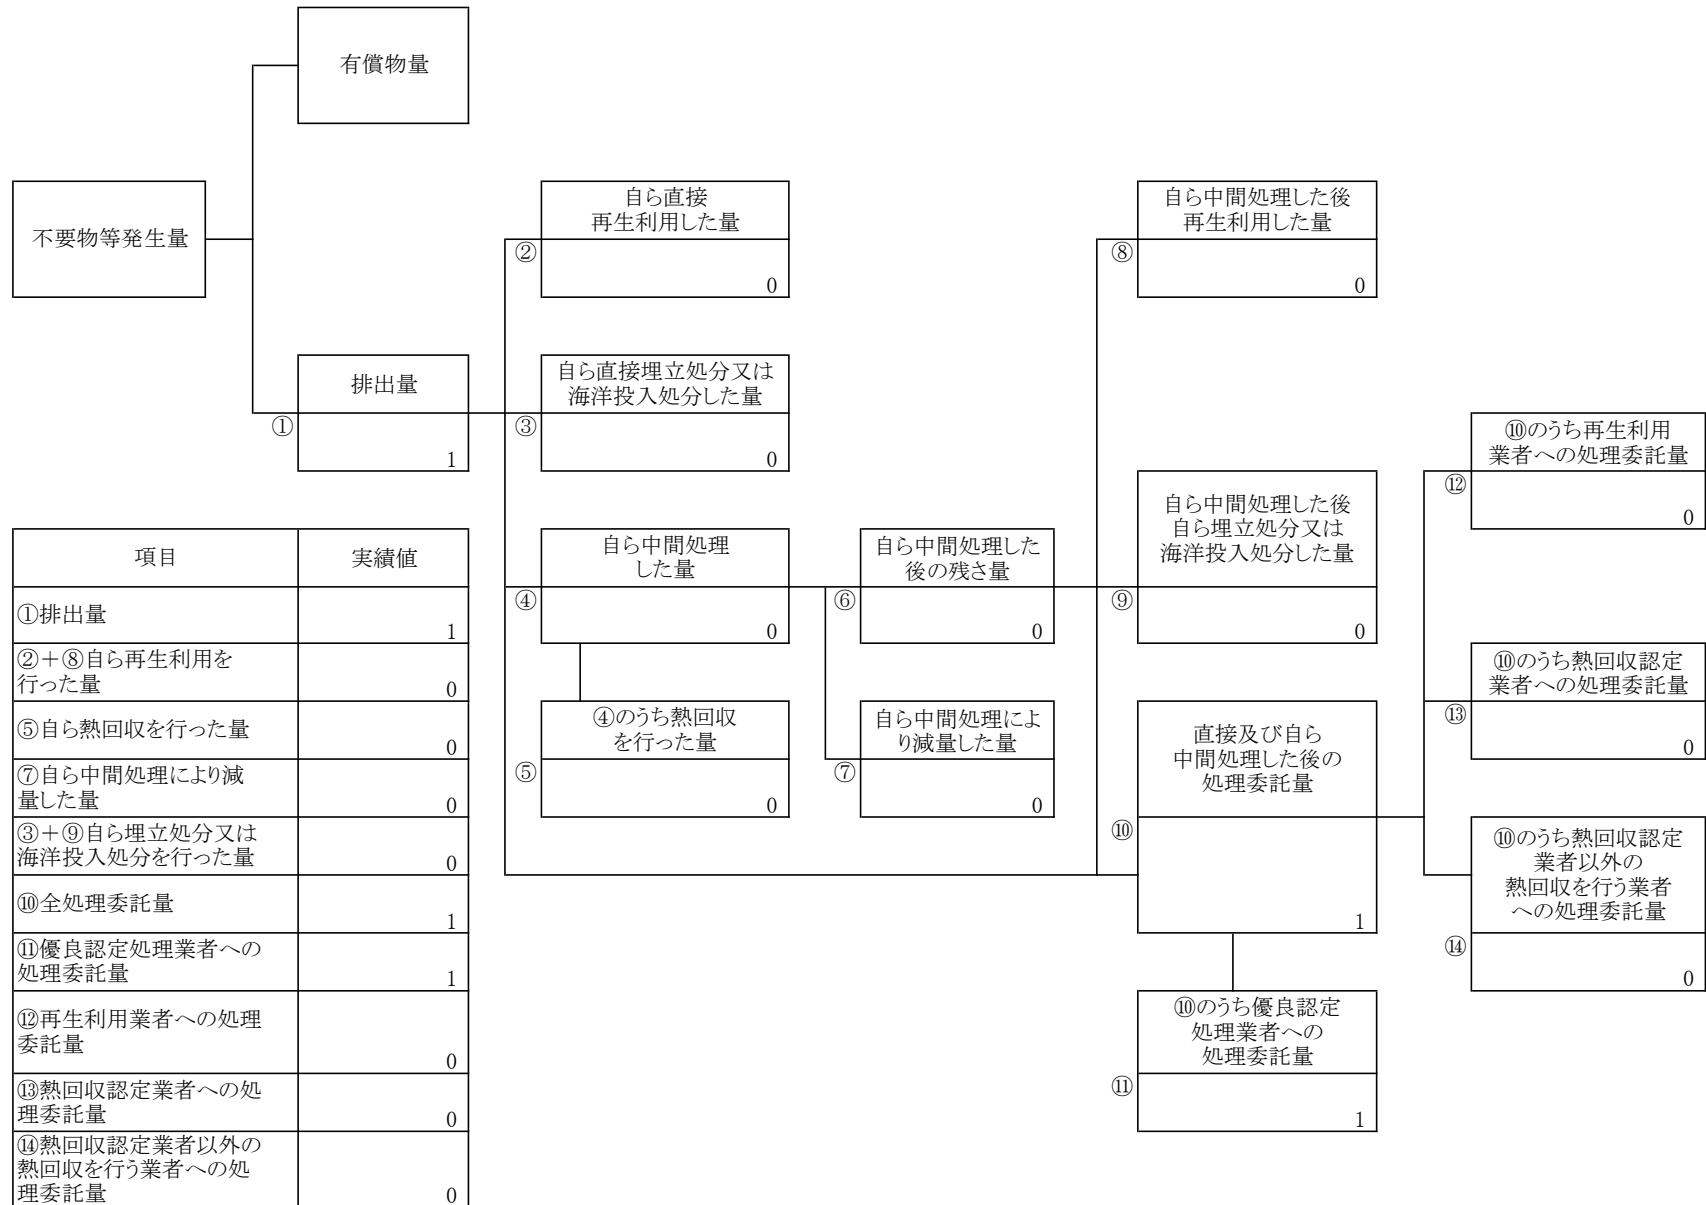 有償物量
不要物等発生量
自ら直接
再生利用した量
②
0
自ら中間処理した後
再生利用した量
⑧
0
排出量
①
1
自ら直接埋立処分又は
海洋投入処分した量
③
0
⑩のうち再生利用
業者への処理委託量
⑫
0
自ら中間処理
した量
④
0
自ら中間処理した
後の残さ量
⑥
0
自ら中間処理した後
自ら埋立処分又は
海洋投入処分した量
⑨
0
⑩のうち熱回収認定
業者への処理委託量
⑬
0
④のうち熱回収
を行った量
⑤
0
自ら中間処理によ
り減量した量
⑦
0
直接及び自ら
中間処理した後の
処理委託量
⑩
1
⑩のうち熱回収認定
業者以外の
熱回収を行う業者
への処理委託量
⑭
0
⑩のうち優良認定
処理業者への
処理委託量
⑪
1
項目 実績値
①排出量
1
②＋⑧自ら再生利用を
行った量 0
⑤自ら熱回収を行った量
0
⑦自ら中間処理により減
量した量 0
③＋⑨自ら埋立処分又は
海洋投入処分を行った量 0
⑩全処理委託量
1
⑪優良認定処理業者への
処理委託量 1
⑫再生利用業者への処理
委託量
0
⑬熱回収認定業者への処
理委託量 0
⑭熱回収認定業者以外の
熱回収を行う業者への処
理委託量 0